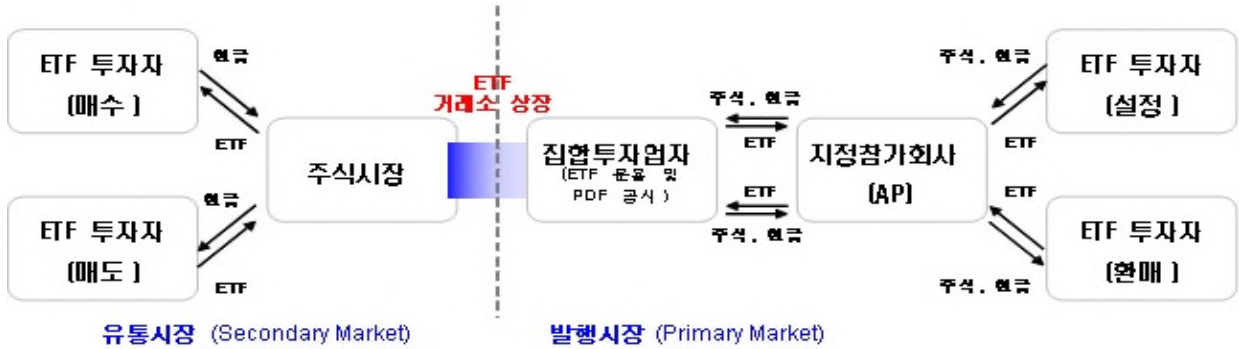 ETF 투자자
(매수)
현금
ETF
ETF 투자자
(매도)
현금
ETF
주식시장
ETF
거래소 상장
집합투자업자
(ETF 운용 및
PDF 공시)
주식, 현금
ETF
ETF
주식, 현금
지정참가회사
(AP)
주식, 현금
ETF
ETF 투자자
(설정)
ETF
주식, 현금
ETF 투자자
(환매)
유통시장 (Secondary Market)
발행시장 (Primary Market)